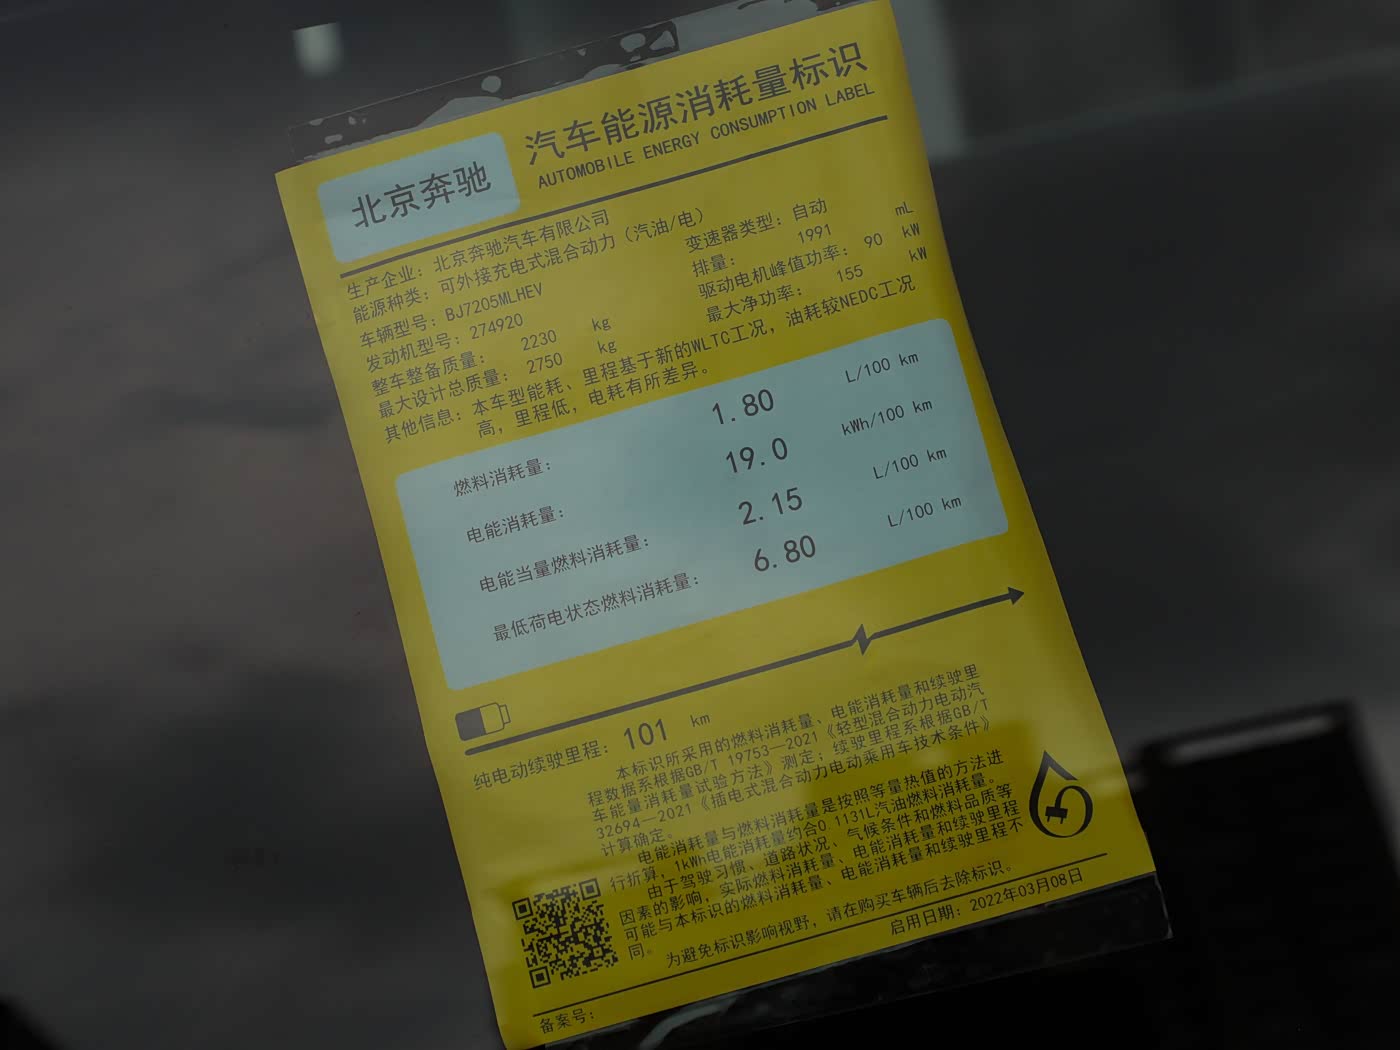 北京奔驰
汽车能源消耗量标识
AUTOMOBILE ENERGY CONSUMPTION LABEL
生产企业：北京奔驰汽车有限公司
能源种类：可外接充电式混合动力（汽油/电）
车辆型号：BJ7205MLHEV
变速器类型：自动
发动机型号：274920
排量： 1991 mL
整车整备质量： 2230 kg
驱动电机峰值功率： 90 kW
最大设计总质量： 2750 kg
最大净功率： 155 kW
其他信息：本车型能耗、里程基于新的WLTC工况，油耗较NEDC工况
高，里程低，电耗有所差异。
燃料消耗量： 1.80 L/100 km
电能消耗量： 19.0 kWh/100 km
电能当量燃料消耗量： 2.15 L/100 km
最低荷电状态燃料消耗量： 6.80 L/100 km
纯电动续驶里程： 101 km
本标识所采用的燃料消耗量、电能消耗量和续驶里
程数据系根据GB/T 19753—2021《轻型混合动力电动汽
车能量消耗量试验方法》测定；续驶里程系根据GB/T
32694—2021《插电式混合动力电动乘用车技术条件》
计算确定。
电能消耗量与燃料消耗量是按照等量热值的方法进
行折算，1kWh电能消耗量约合0.1131L汽油燃料消耗量。
由于驾驶习惯、道路状况、气候条件和燃料品质等
因素的影响，实际燃料消耗量、电能消耗量和续驶里程
可能与本标识的燃料消耗量、电能消耗量和续驶里程不
同。
为避免标识影响视野，请在购买车辆后去除标识。
启用日期：2022年03月08日
备案号：